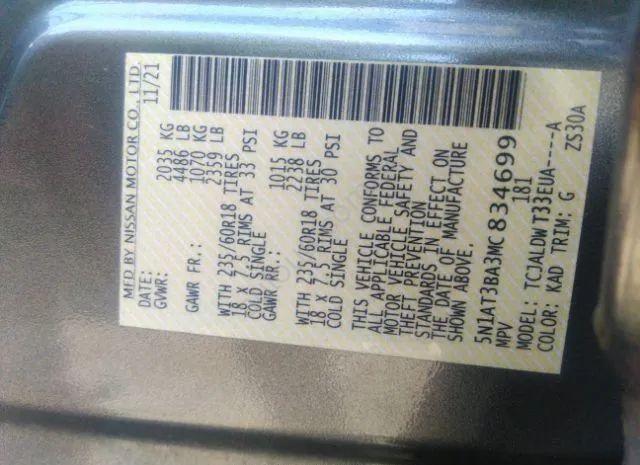 MFD BY NISSAN MOTOR CO., LTD.
DATE: 11/21
GVWR: 2035 KG
4486 LB
GAWR FR.: 1070 KG
2359 LB
WITH 235/60R18 TIRES
18 X 7.5 RIMS AT 33 PSI
COLD SINGLE
GAWR RR.: 1015 KG
2238 LB
WITH 235/60R18 TIRES
18 X 7.5 RIMS AT 30 PSI
COLD SINGLE
THIS VEHICLE CONFORMS TO
ALL APPLICABLE FEDERAL
MOTOR VEHICLE SAFETY AND
THEFT PREVENTION
STANDARDS IN EFFECT ON
THE DATE OF MANUFACTURE
SHOWN ABOVE.
5N1AT3BA3MC834699
MPV 181
MODEL: TCJALDWT33EUA----A
COLOR: KAD TRIM: G ZS30A